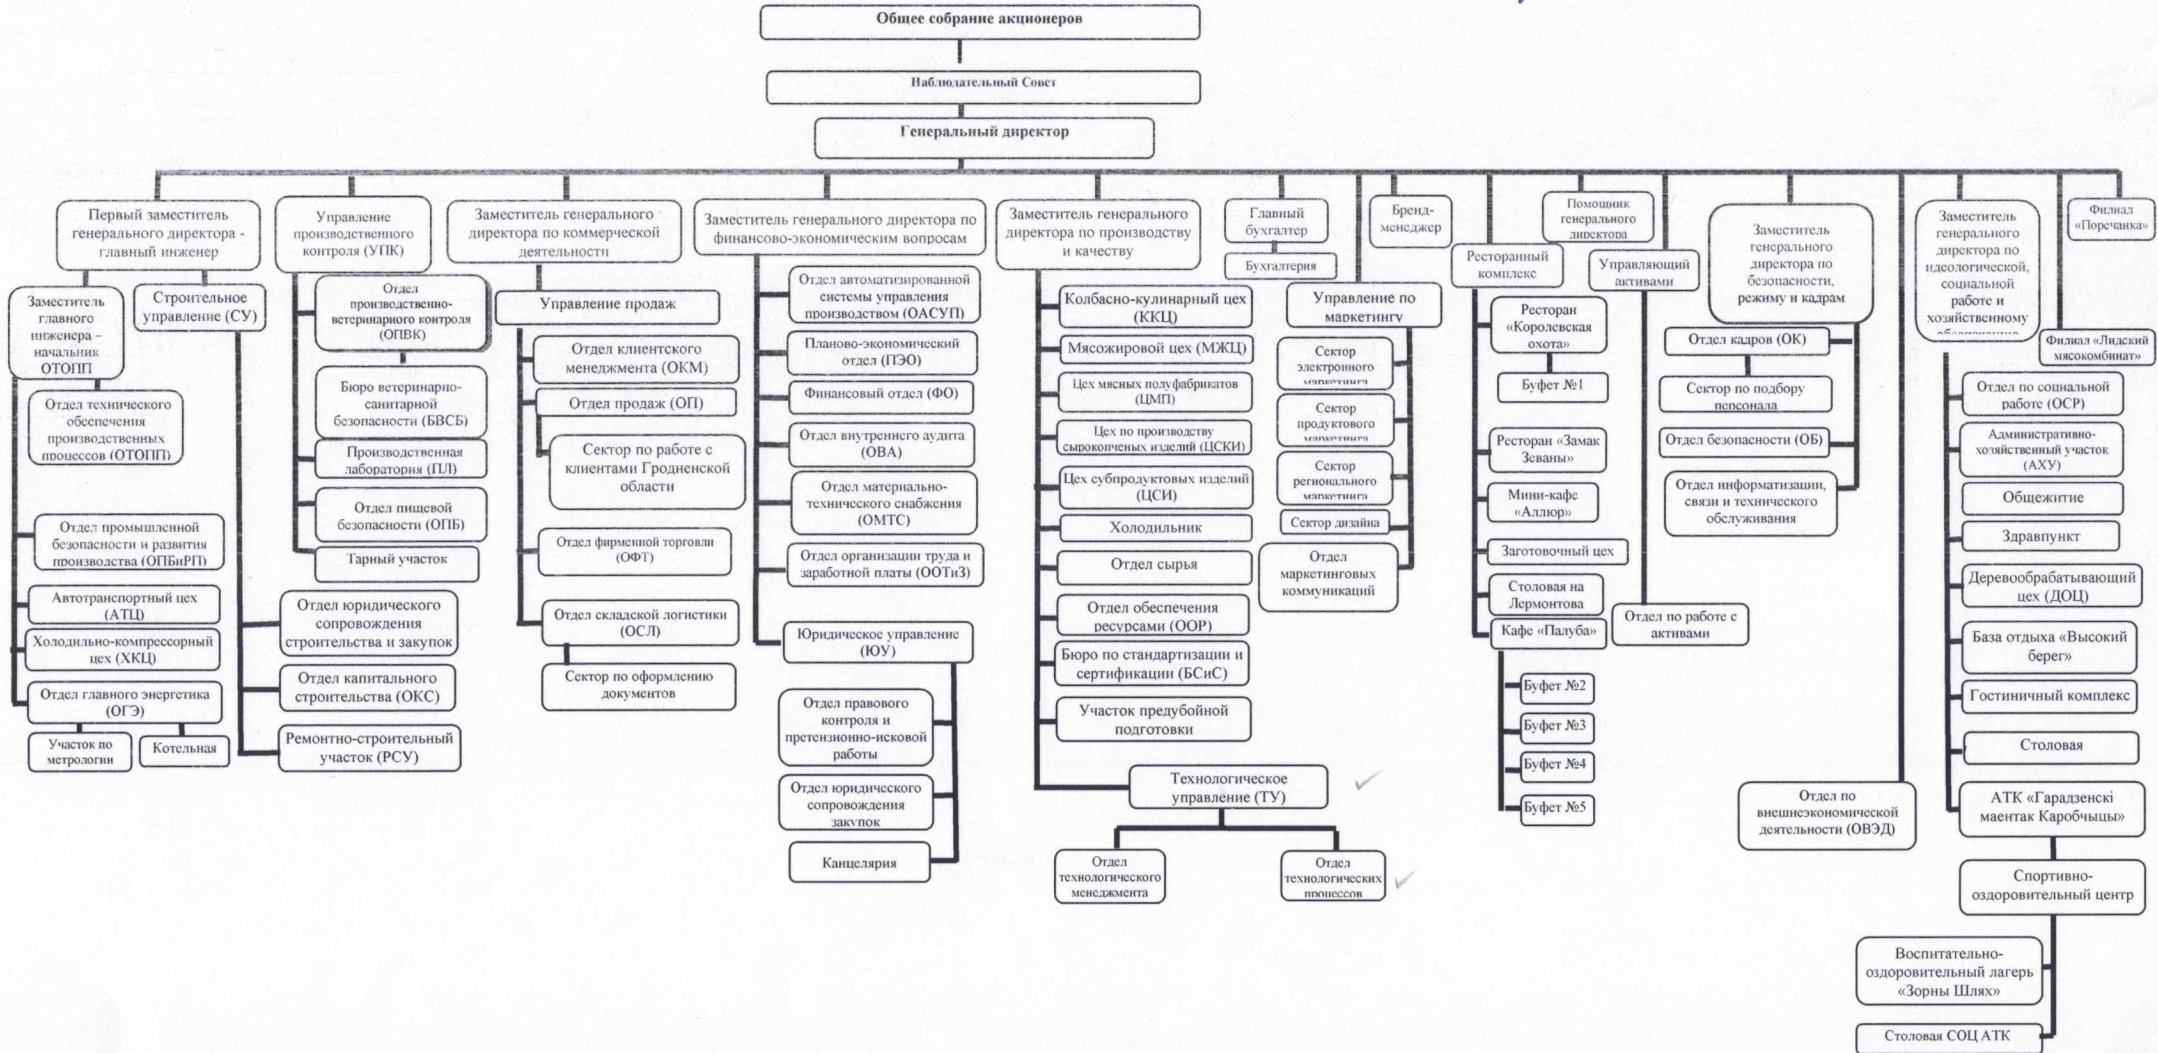 Общее собрание акционеров
Наблюдательный Совет
Генеральный директор
Первый заместитель
генерального директора -
главный инженер
Заместитель
главного
инженера –
начальник
ОТОПП
Отдел технического
обеспечения
производственных
процессов (ОТОПП)
Отдел промышленной
безопасности и развития
производства (ОПБиРП)
Автотранспортный цех
(АТЦ)
Холодильно-компрессорный
цех (ХКЦ)
Отдел главного энергетика
(ОГЭ)
Участок по
метрологии
Котельная
Строительное
управление (СУ)
Отдел юридического
сопровождения
строительства и закупок
Отдел капитального
строительства (ОКС)
Ремонтно-строительный
участок (РСУ)
Управление
производственного
контроля (УПК)
Отдел
производственно-
ветеринарного контроля
(ОПВК)
Бюро ветеринарно-
санитарной
безопасности (БВСБ)
Производственная
лаборатория (ПЛ)
Отдел пищевой
безопасности (ОПБ)
Тарный участок
Заместитель генерального
директора по коммерческой
деятельности
Управление продаж
Отдел клиентского
менеджмента (ОКМ)
Отдел продаж (ОП)
Сектор по работе с
клиентами Гродненской
области
Отдел фирменной торговли
(ОФТ)
Отдел складской логистики
(ОСЛ)
Сектор по оформлению
документов
Заместитель генерального директора по
финансово-экономическим вопросам
Отдел автоматизированной
системы управления
производством (ОАСУП)
Планово-экономический
отдел (ПЭО)
Финансовый отдел (ФО)
Отдел внутреннего аудита
(ОВА)
Отдел материально-
технического снабжения
(ОМТС)
Отдел организации труда и
заработной платы (ООТиЗ)
Юридическое управление
(ЮУ)
Отдел правового
контроля и
претензионно-исковой
работы
Отдел юридического
сопровождения
закупок
Канцелярия
Заместитель генерального
директора по производству
и качеству
Колбасно-кулинарный цех
(ККЦ)
Мясожировой цех (МЖЦ)
Цех мясных полуфабрикатов
(ЦМП)
Цех по производству
сырокопченых изделий (ЦСКИ)
Цех субпродуктовых изделий
(ЦСИ)
Холодильник
Отдел сырья
Отдел обеспечения
ресурсами (ООР)
Бюро по стандартизации и
сертификации (БСиС)
Участок предубойной
подготовки
Технологическое
управление (ТУ)
Отдел
технологического
менеджмента
Отдел
технологических
процессов
Главный
бухгалтер
Бухгалтерия
Управление по
маркетингу
Сектор
электронного
маркетинга
Сектор
продуктового
маркетинга
Сектор
регионального
маркетинга
Сектор дизайна
Отдел
маркетинговых
коммуникаций
Бренд-
менеджер
Ресторанный
комплекс
Ресторан
«Королевская
охота»
Буфет №1
Ресторан «Замак
Зеваны»
Мини-кафе
«Аллюр»
Заготовочный цех
Столовая на
Лермонтова
Кафе «Палуба»
Буфет №2
Буфет №3
Буфет №4
Буфет №5
Помощник
генерального
директора
Управляющий
активами
Отдел по работе с
активами
Заместитель
генерального
директора по
безопасности,
режиму и кадрам
Отдел кадров (ОК)
Сектор по подбору
персонала
Отдел безопасности (ОБ)
Отдел информатизации,
связи и технического
обслуживания
Отдел по
внешнеэкономической
деятельности (ОВЭД)
Заместитель
генерального
директора по
идеологической,
социальной
работе и
хозяйственному
Отдел по социальной
работе (ОСР)
Административно-
хозяйственный участок
(АХУ)
Общежитие
Здравпункт
Деревообрабатывающий
цех (ДОЦ)
База отдыха «Высокий
берег»
Гостиничный комплекс
Столовая
АТК «Гарадзенскі
маентак Каробчыцы»
Спортивно-
оздоровительный центр
Воспитательно-
оздоровительный лагерь
«Зорны Шлях»
Столовая СОЦ АТК
Филиал
«Поречанка»
Филиал «Лидский
мясокомбинат»